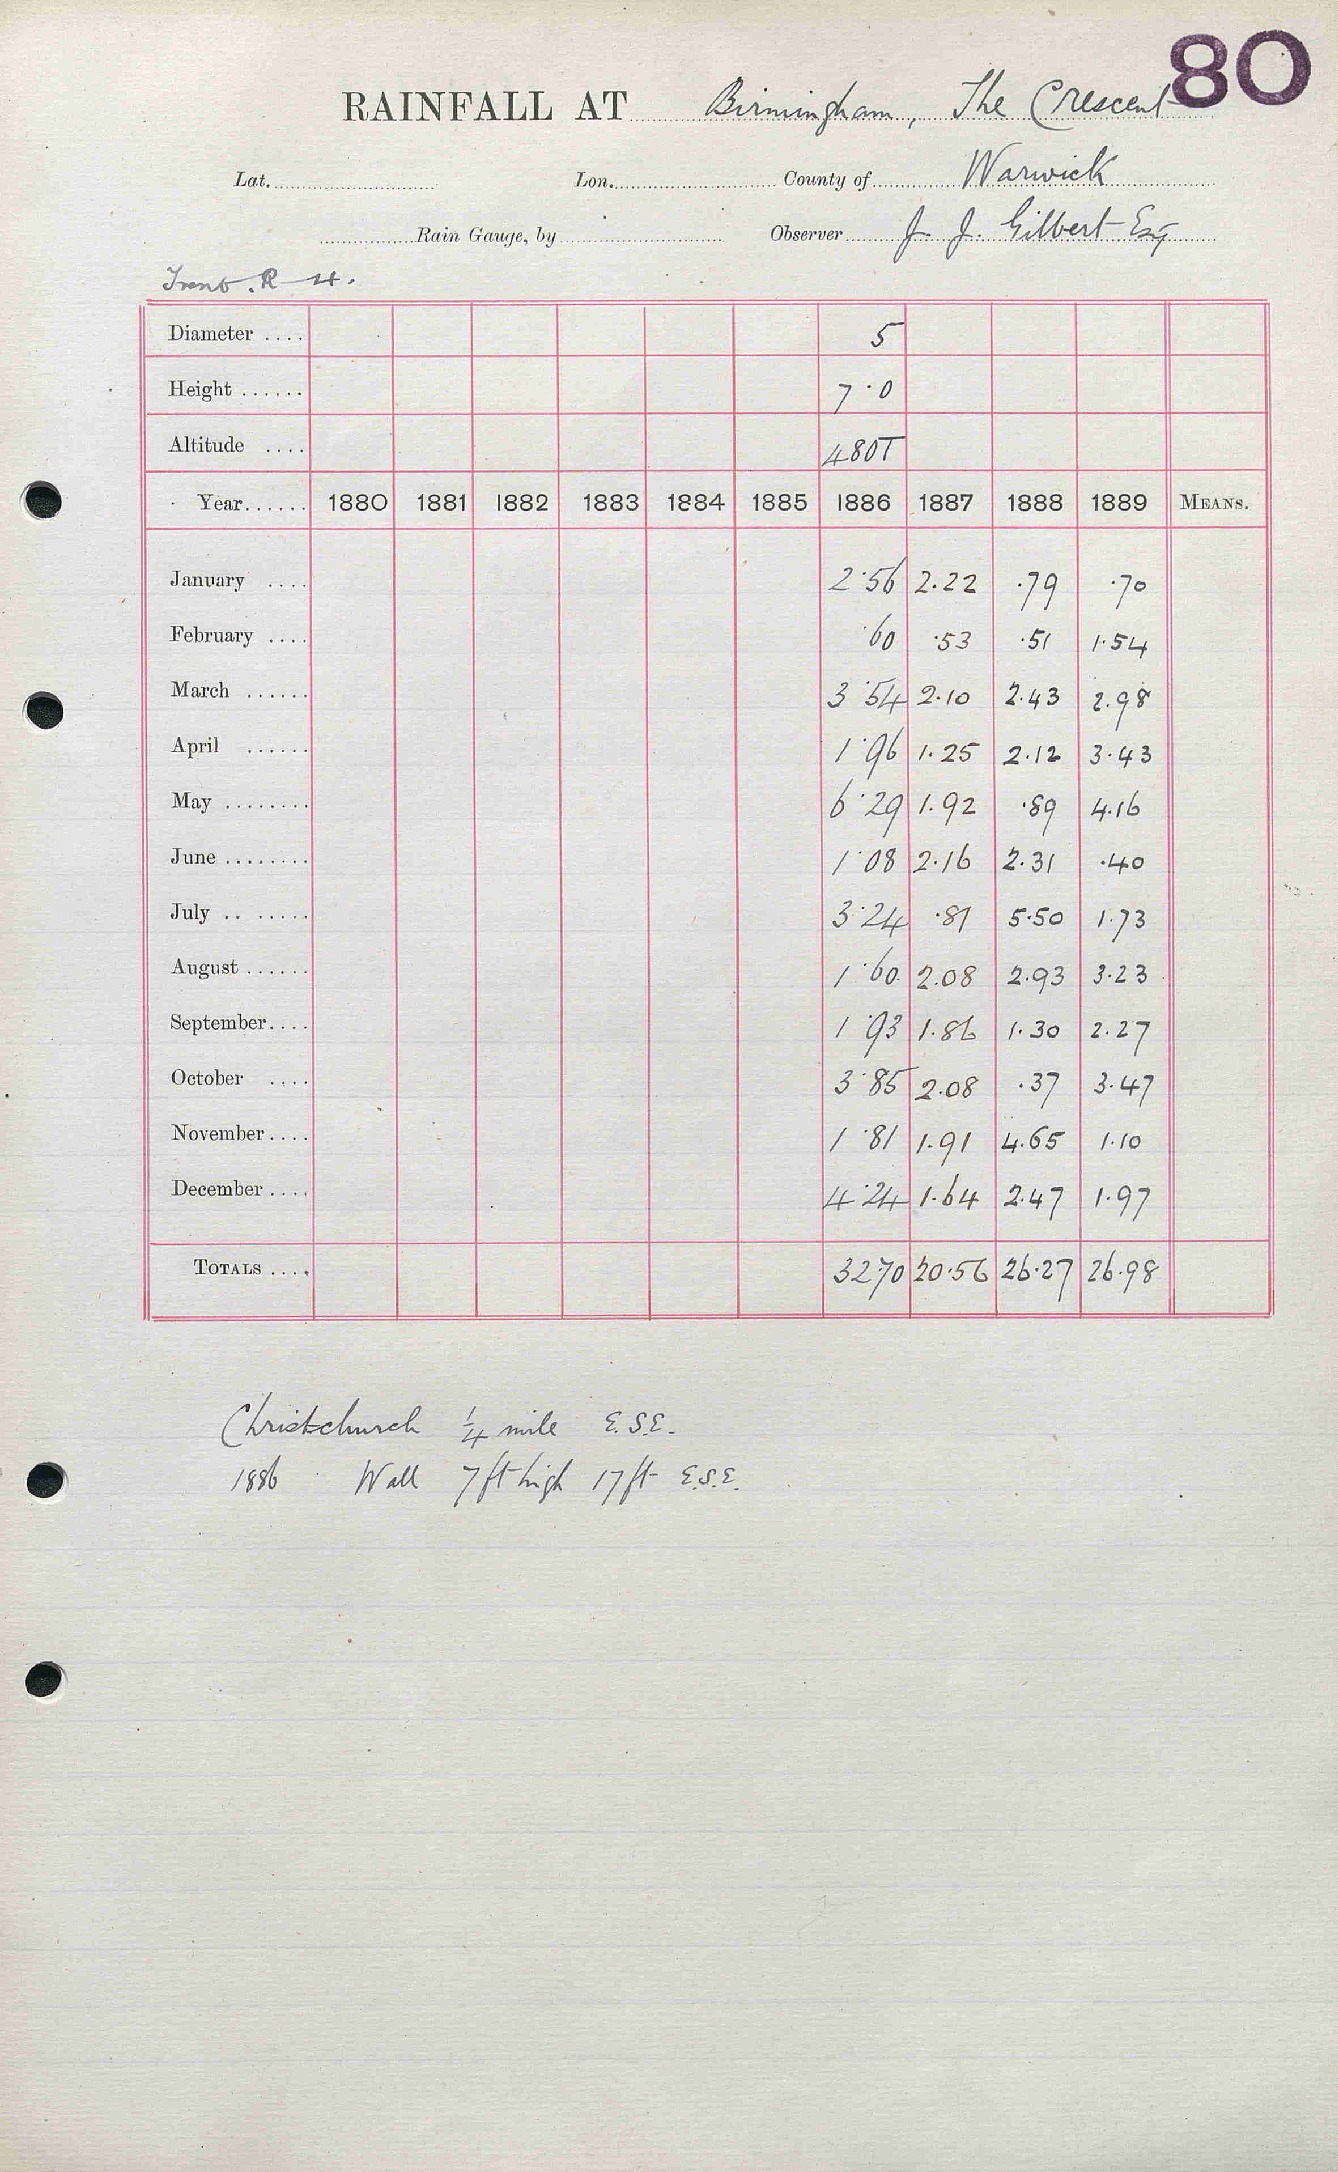 80
RAINFALL AT Birmingham, The Crescent
Lat. Lon. County of Warwick
Rain Gauge, by Observer J. J. Gilbert Esq
Trent. R 4.
Diameter .... 5
Height ...... 7·0
Altitude .... 480T
Year...... 1880 1881 1882 1883 1884 1885 1886 1887 1888 1889 MEANS.
January .... 2·56 2.22 ·79 ·70
February .... ·60 ·53 ·51 1·54
March ...... 3·54 2·10 2·43 2.98
April ...... 1·96 1·25 2·12 3·43
May ........ 6·29 1·92 ·89 4·16
June ........ 1·08 2·16 2·31 ·40
July .. ..... 3·24 ·81 5·50 1·73
August ...... 1·60 2·08 2·93 3·23
September.... 1·93 1·86 1·30 2·27
October .... 3·85 2·08 ·37 3·47
November.... 1·81 1·91 4·65 1·10
December .... 4·24 1·64 2·47 1·97
TOTALS .... 32·70 20·56 26·27 26·98
Christchurch 1/4 mile E.S.E.
1886 Wall 7ft high 17ft E.S.E.